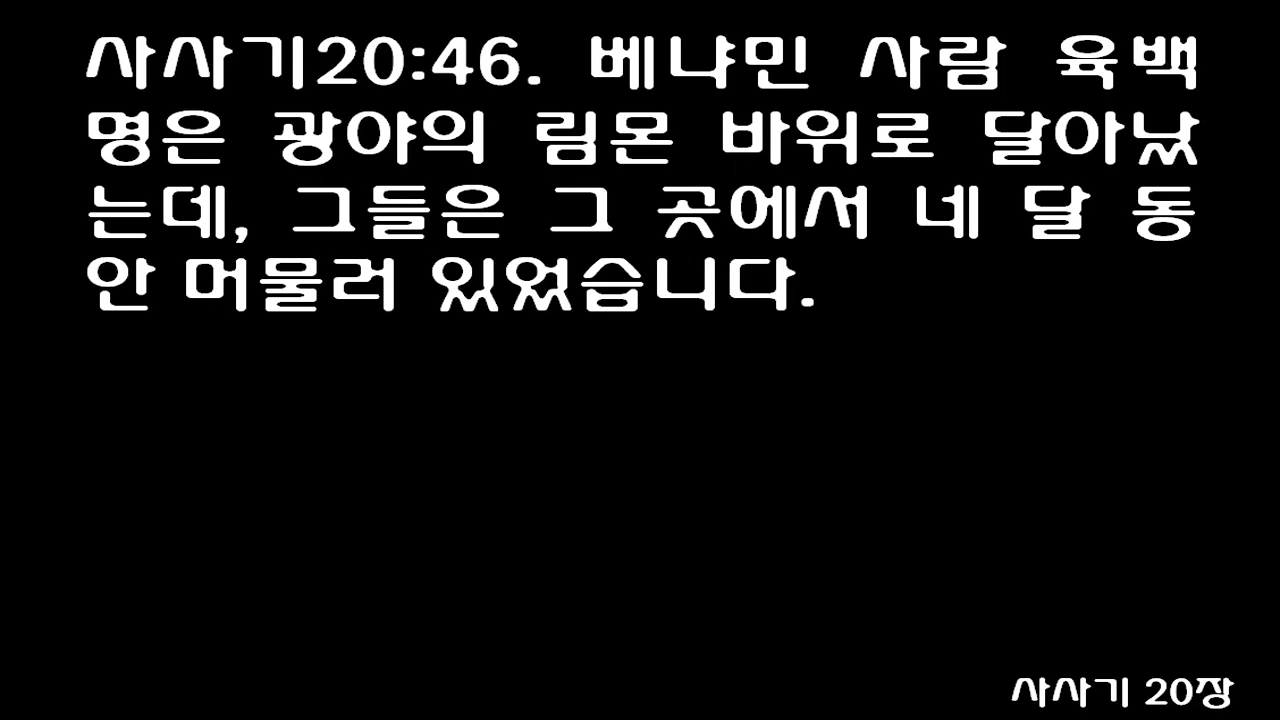 사사기20:46. 베냐민 사람 육백
명은 광야의 림몬 바위로 달아났
는데, 그들은 그 곳에서 네 달 동
안 머물러 있었습니다.
사사기 20장